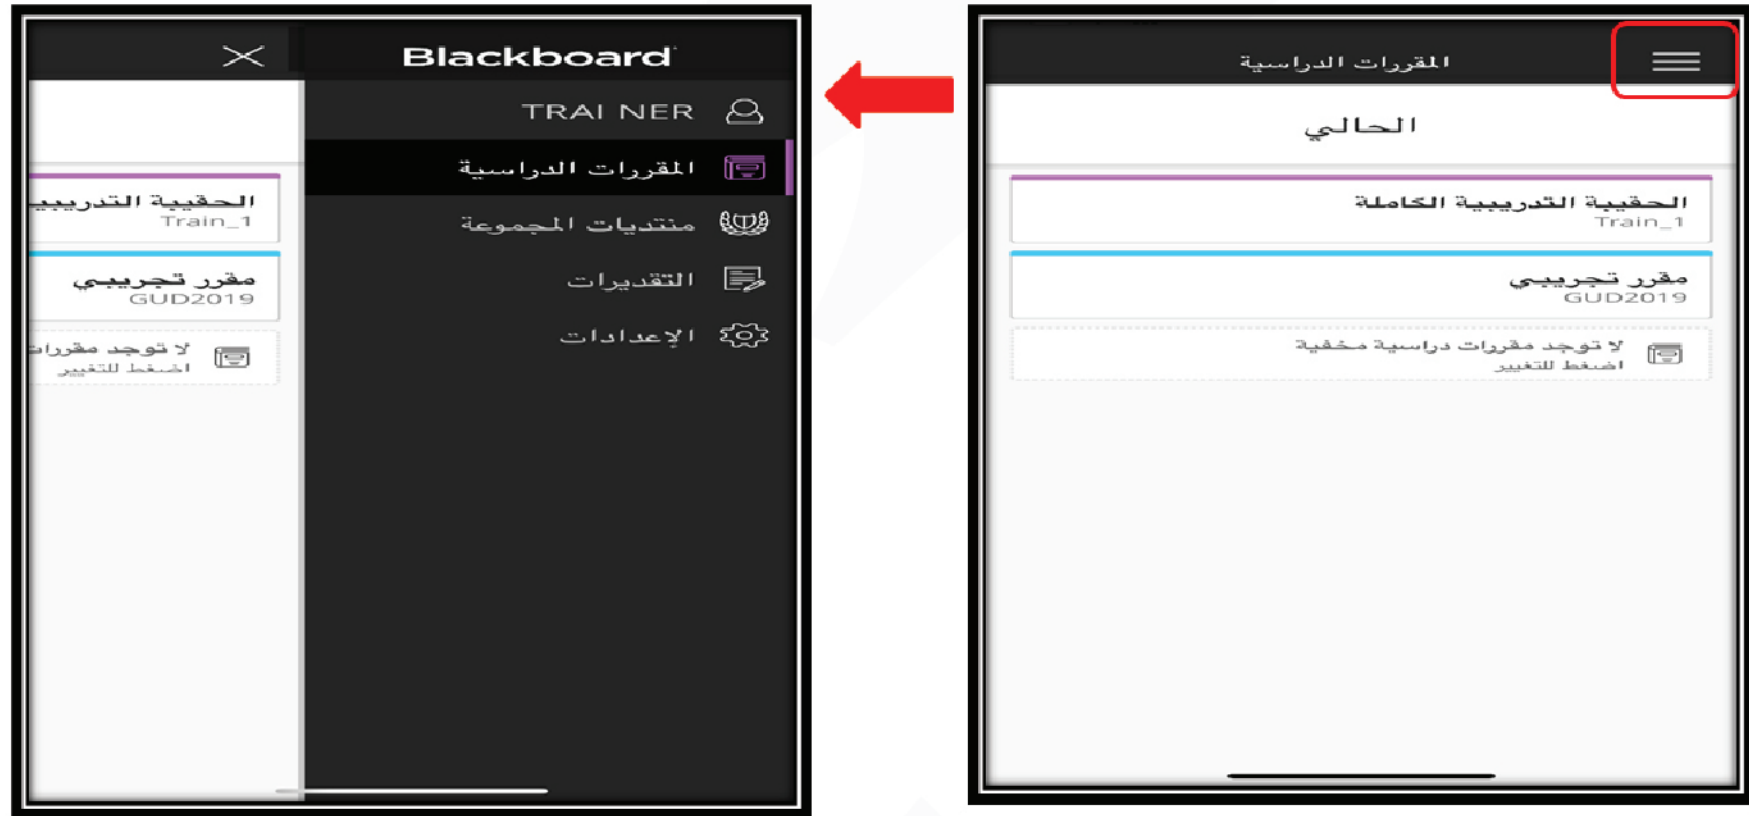 المقررات الدراسية
الحالي
الحقيبة التدريبية الكاملة
Train_1
مقرر تجريبي
GUD2019
لا توجد مقررات دراسية مخفية
اضغط للتغيير
Blackboard
TRAI NER
المقررات الدراسية
منتديات المجموعة
التقديرات
الإعدادات
الحقيبة التدريبية
Train_1
مقرر تجريبي
GUD2019
لا توجد مقررات
اضغط للتغيير